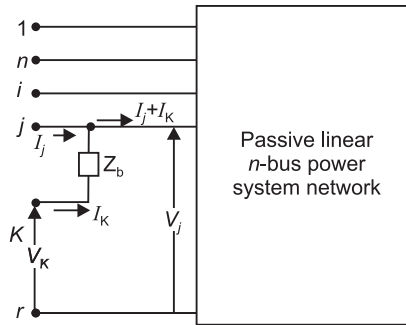 1
n
i
j
I_j
I_j+I_K
Z_b
I_K
K
V_K
V_j
r
Passive linear
n-bus power
system network